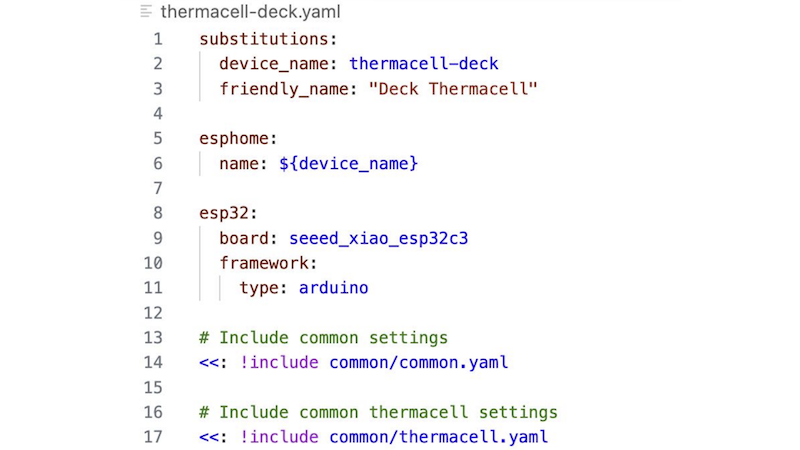 thermacell-deck.yaml
1 substitutions:
2 device_name: thermacell-deck
3 friendly_name: "Deck Thermacell"
4
5 esphome:
6 name: ${device_name}
7
8 esp32:
9 board: seeed_xiao_esp32c3
10 framework:
11 type: arduino
12
13 # Include common settings
14 <<: !include common/common.yaml
15
16 # Include common thermacell settings
17 <<: !include common/thermacell.yaml